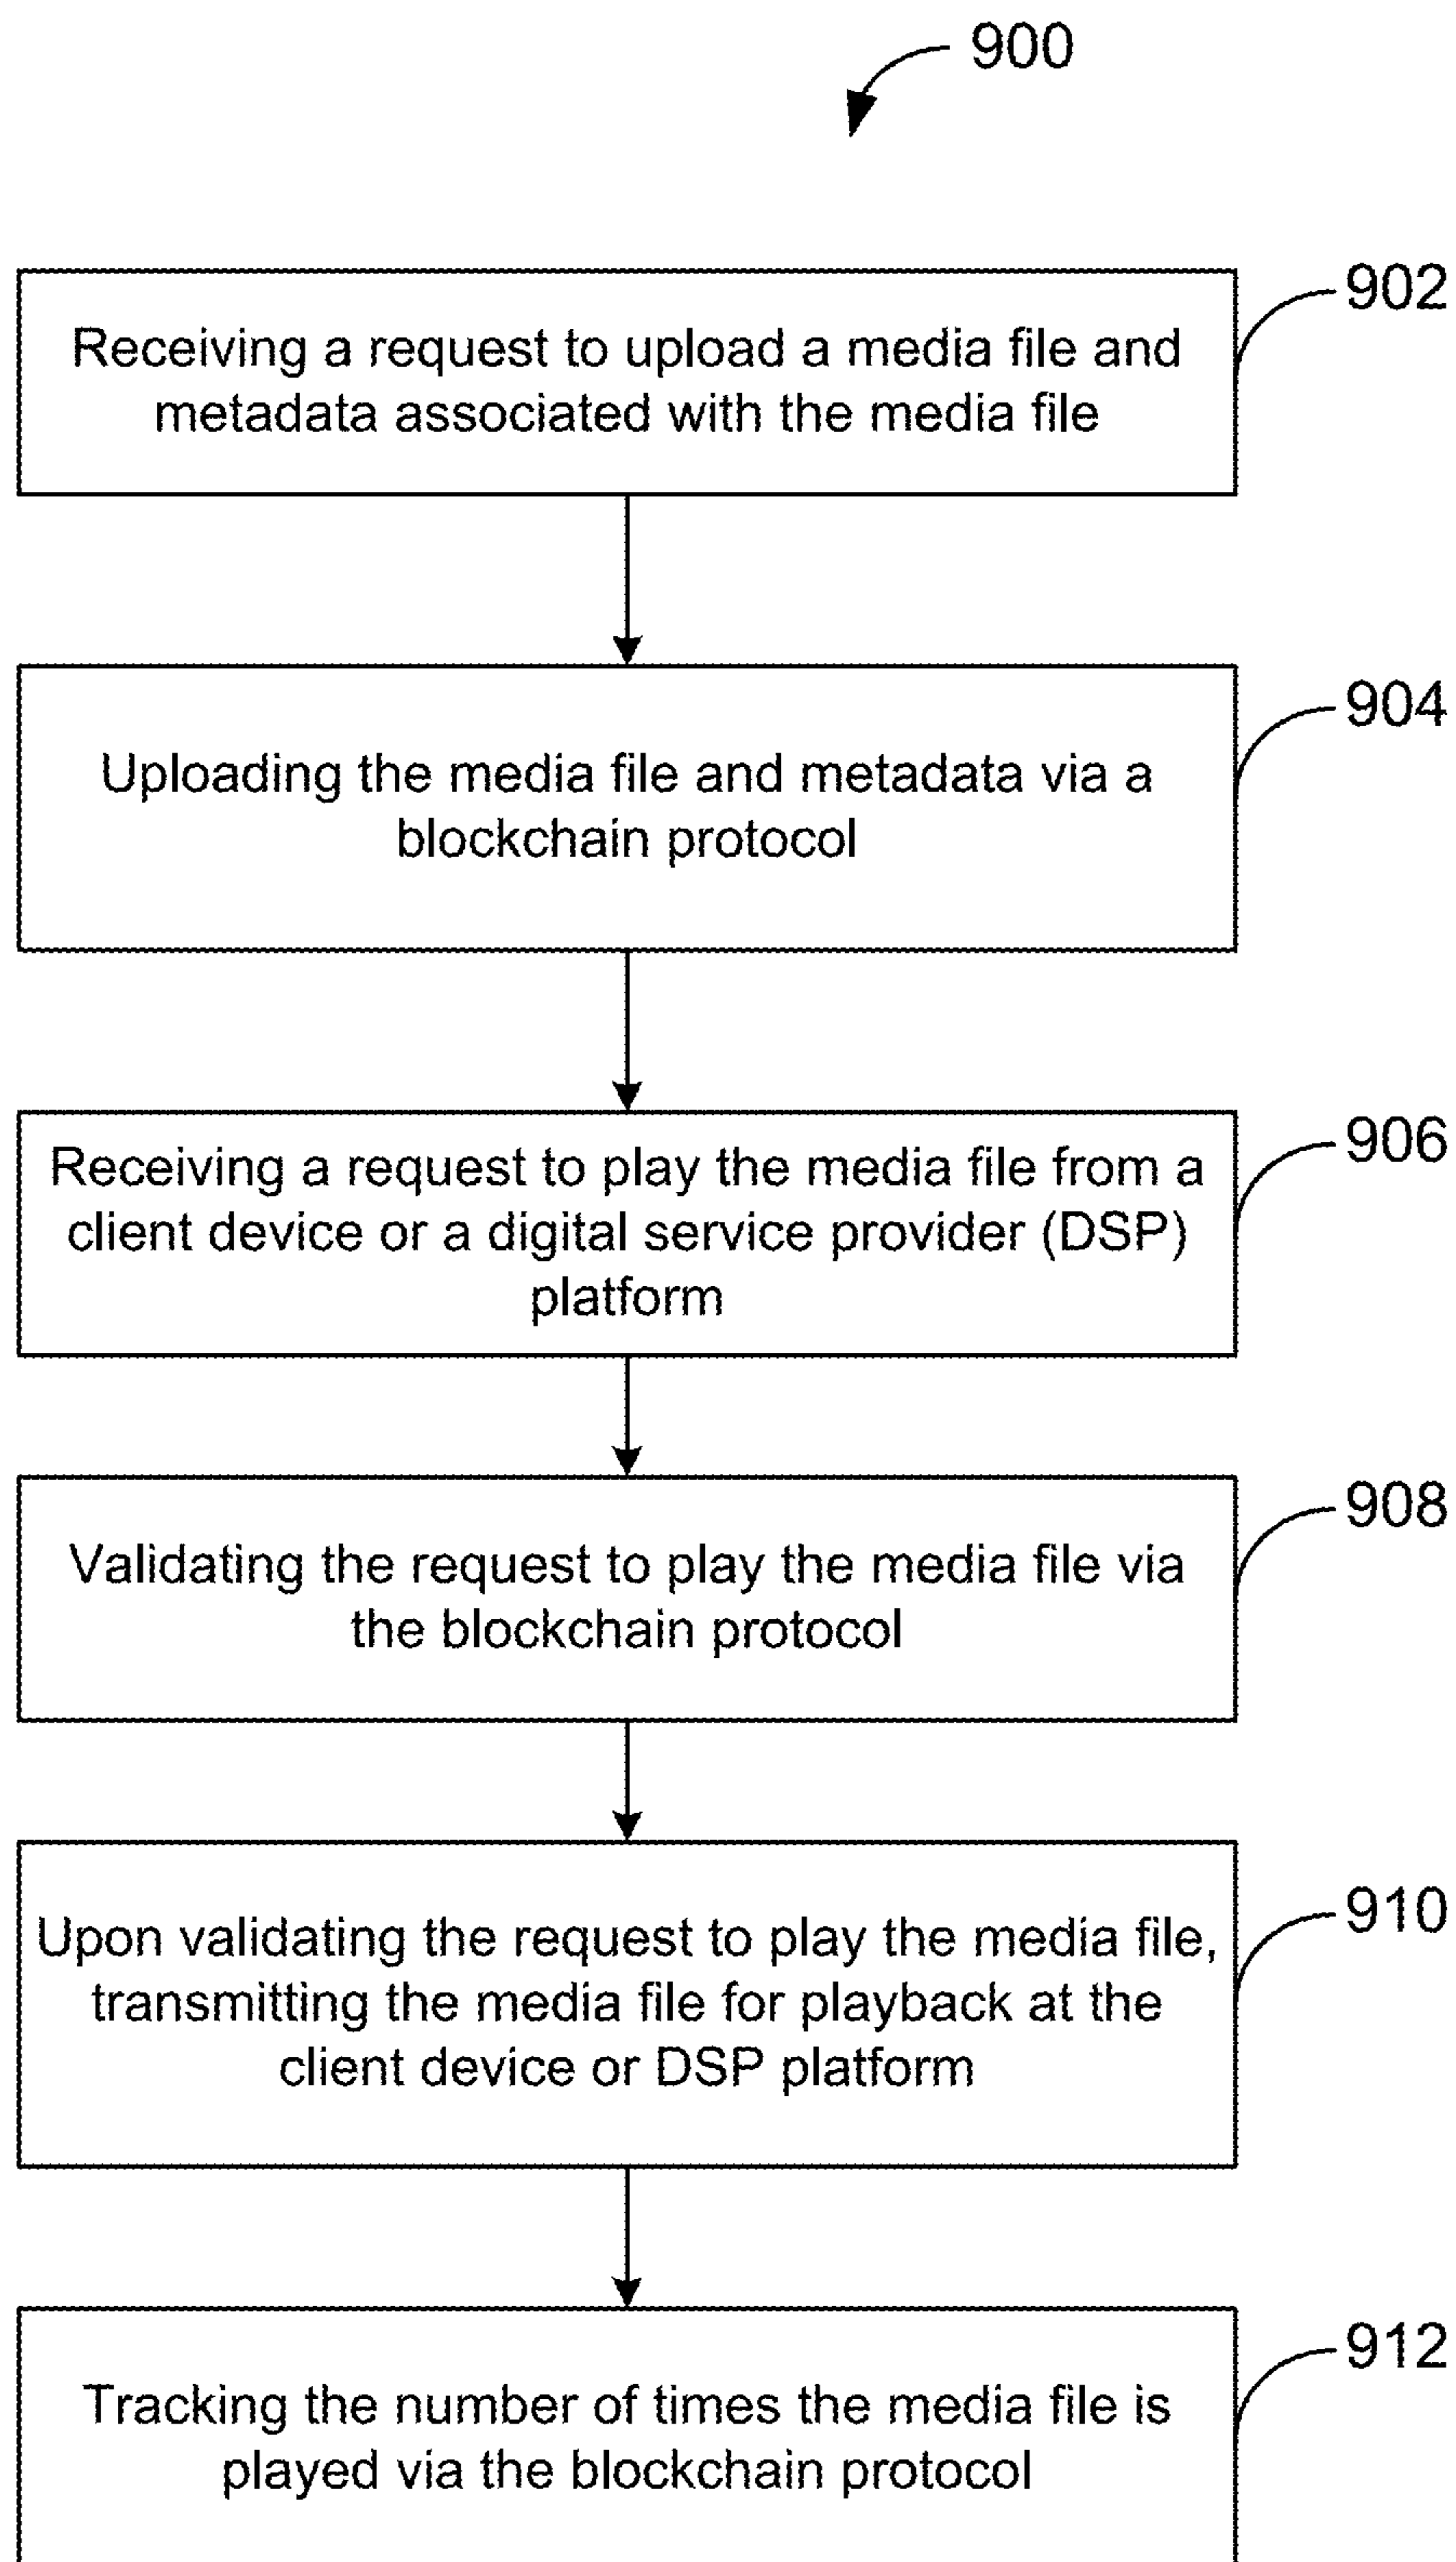 900
902
Receiving a request to upload a media file and
metadata associated with the media file
904
Uploading the media file and metadata via a
blockchain protocol
906
Receiving a request to play the media file from a
client device or a digital service provider (DSP)
platform
908
Validating the request to play the media file via
the blockchain protocol
910
Upon validating the request to play the media file,
transmitting the media file for playback at the
client device or DSP platform
912
Tracking the number of times the media file is
played via the blockchain protocol